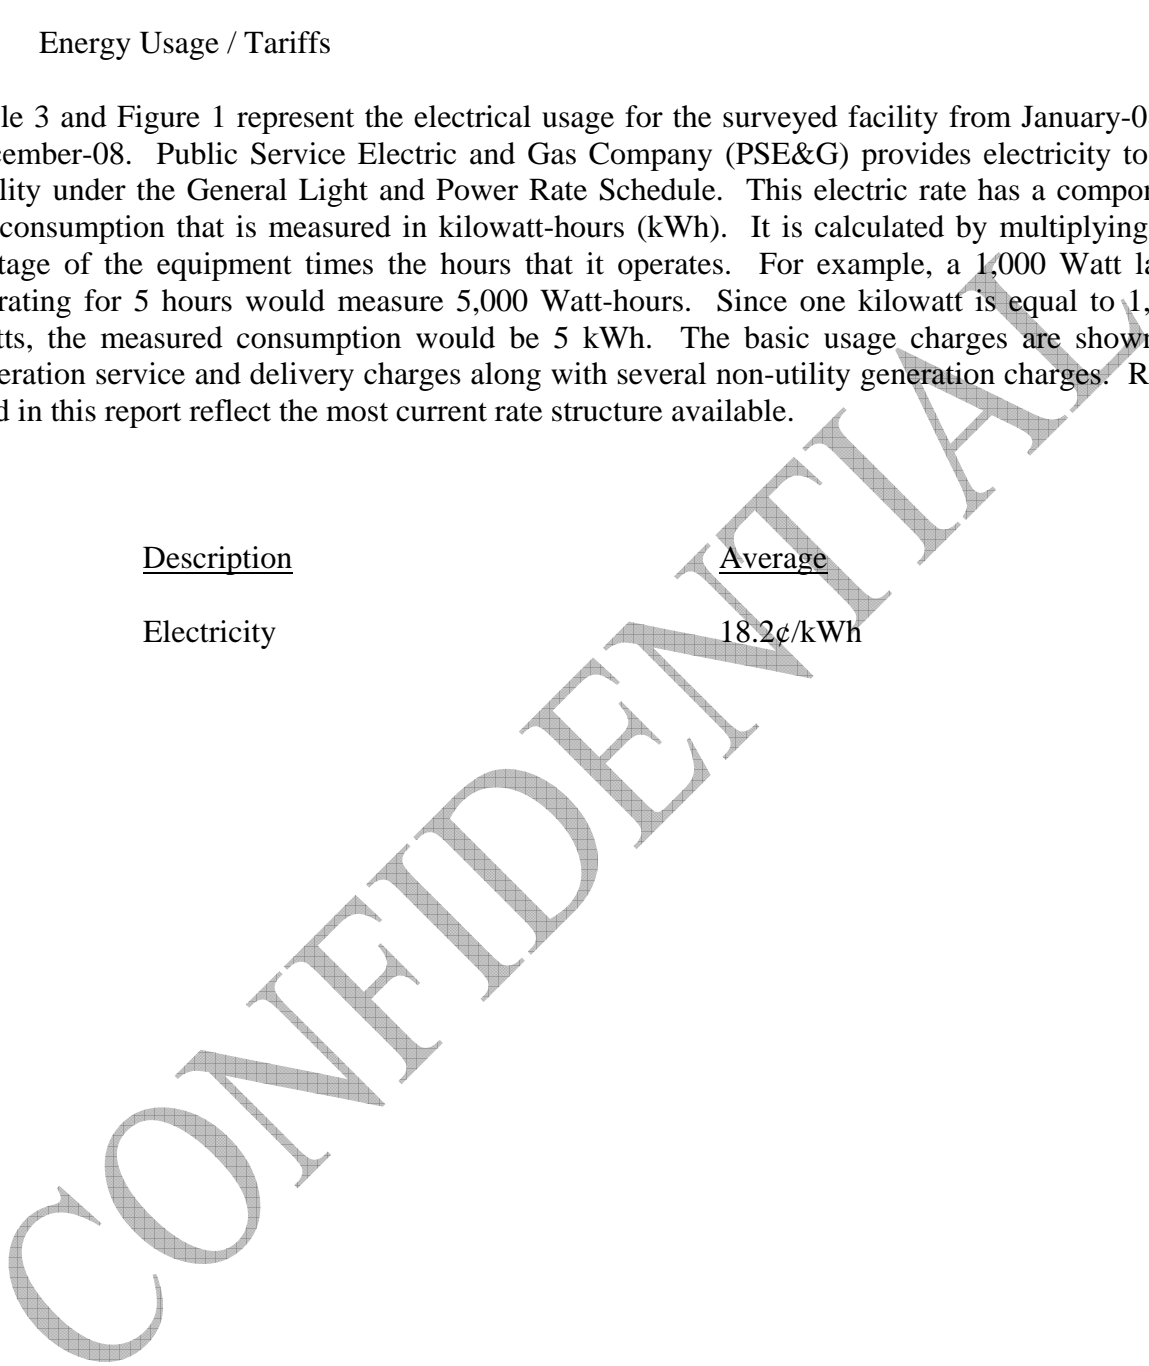 Energy Usage / Tariffs
le 3 and Figure 1 represent the electrical usage for the surveyed facility from January-0
cember-08. Public Service Electric and Gas Company (PSE&G) provides electricity to
lity under the General Light and Power Rate Schedule. This electric rate has a compor
consumption that is measured in kilowatt-hours (kWh). It is calculated by multiplying
tage of the equipment times the hours that it operates. For example, a 1,000 Watt la
rating for 5 hours would measure 5,000 Watt-hours. Since one kilowatt is equal to 1,
tts, the measured consumption would be 5 kWh. The basic usage charges are shown
eration service and delivery charges along with several non-utility generation charges. R
d in this report reflect the most current rate structure available.
Description Average
Electricity 18.2¢/kWh
CONFIDENTIAL